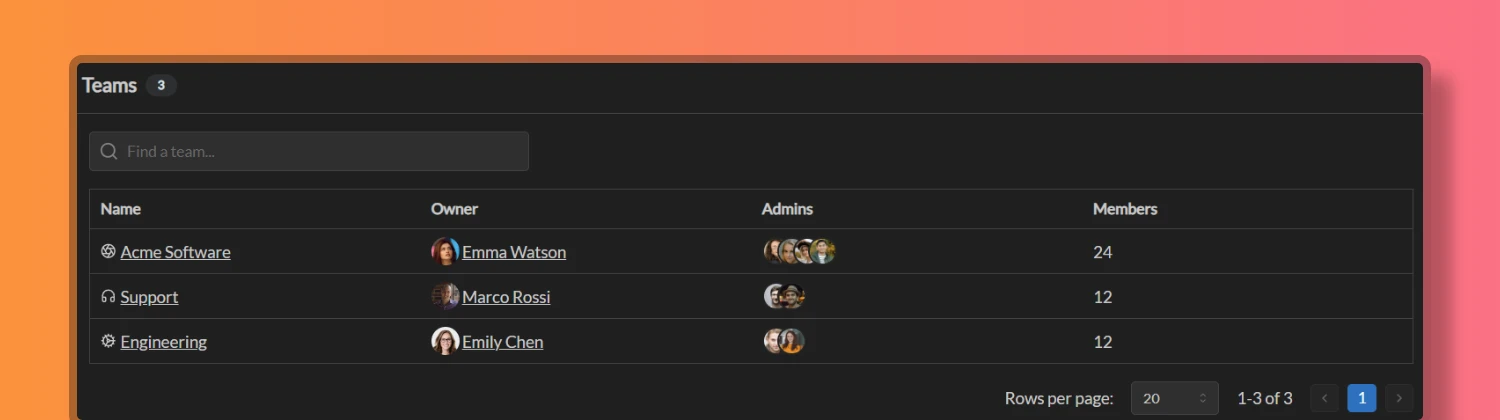 Teams 3
Find a team...
Name Owner Admins Members
Acme Software Emma Watson 24
Support Marco Rossi 12
Engineering Emily Chen 12
Rows per page: 20 1-3 of 3 1